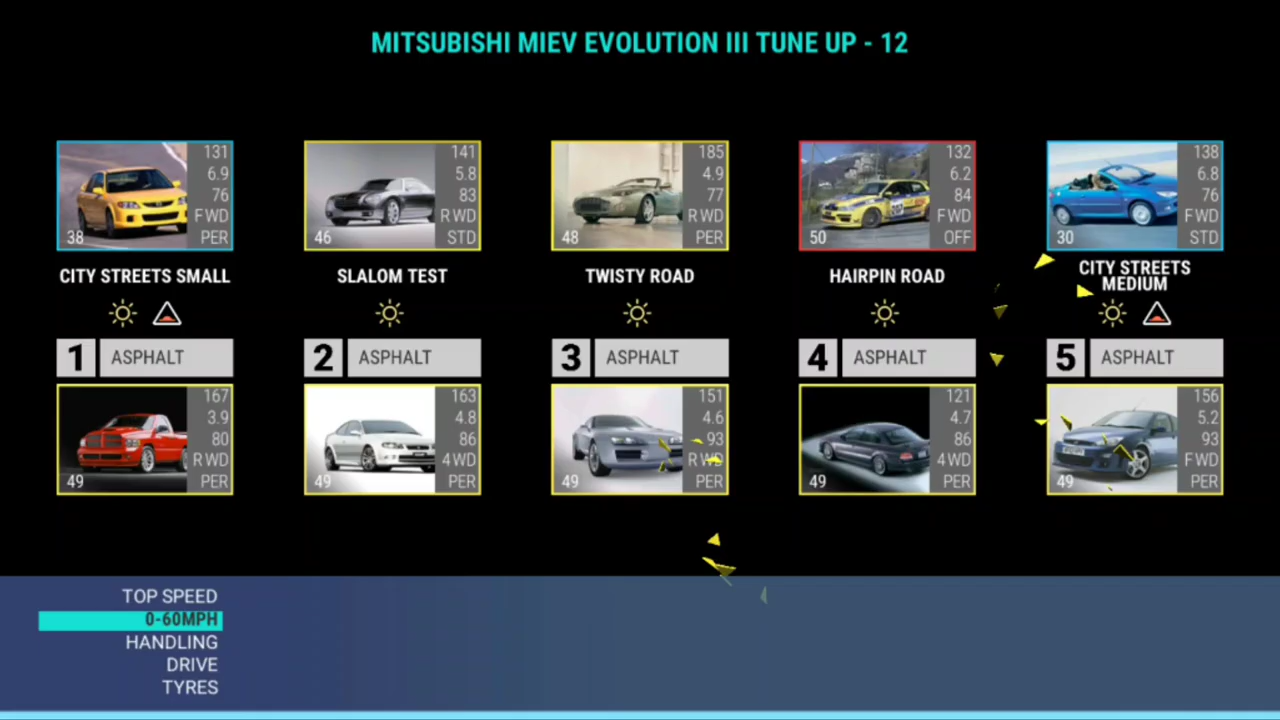 MITSUBISHI MIEV EVOLUTION III TUNE UP - 12
131
6.9
76
FWD
PER
38
141
5.8
83
RWD
STD
46
185
4.9
77
RWD
PER
48
132
6.2
84
FWD
OFF
50
138
6.8
76
FWD
STD
30
CITY STREETS SMALL
SLALOM TEST
TWISTY ROAD
HAIRPIN ROAD
CITY STREETS
MEDIUM
1 ASPHALT
2 ASPHALT
3 ASPHALT
4 ASPHALT
5 ASPHALT
167
3.9
80
RWD
PER
49
163
4.8
86
4WD
PER
49
151
4.6
93
RWD
PER
49
121
4.7
86
4WD
PER
49
156
5.2
93
FWD
PER
49
TOP SPEED
0-60MPH
HANDLING
DRIVE
TYRES